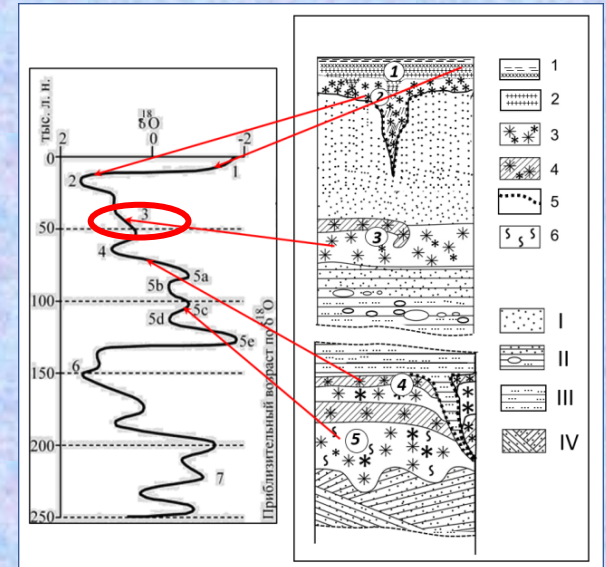 тыс. л. н.
18
δ O
2 0 -2
0
50
100
150
200
250
1
2
3
4
5a
5b
5c
5d
5e
6
7
Приблизительный возраст по δ18O
1
2
3
4
5
1
2
3
4
5
6
I
II
III
IV